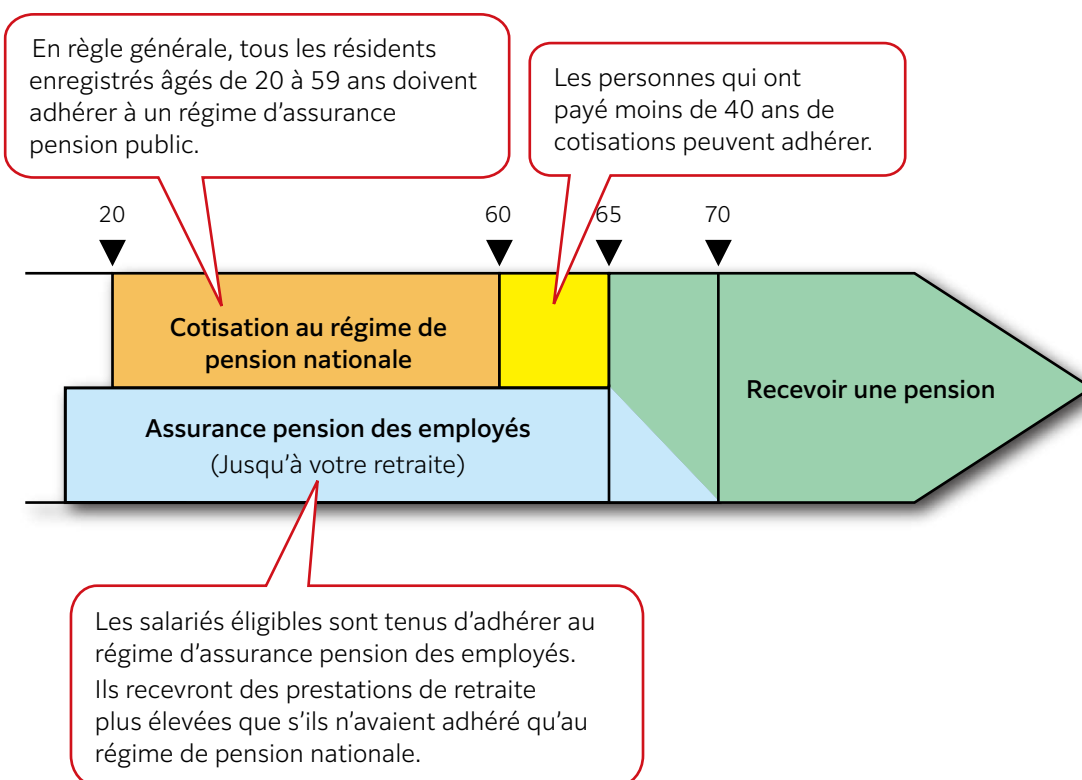 En règle générale, tous les résidents
enregistrés âgés de 20 à 59 ans doivent
adhérer à un régime d’assurance
pension public.
Les personnes qui ont
payé moins de 40 ans de
cotisations peuvent adhérer.
20
60
65
70
Cotisation au régime de
pension nationale
Recevoir une pension
Assurance pension des employés
(Jusqu’à votre retraite)
Les salariés éligibles sont tenus d’adhérer au
régime d’assurance pension des employés.
Ils recevront des prestations de retraite
plus élevées que s’ils n’avaient adhéré qu’au
régime de pension nationale.